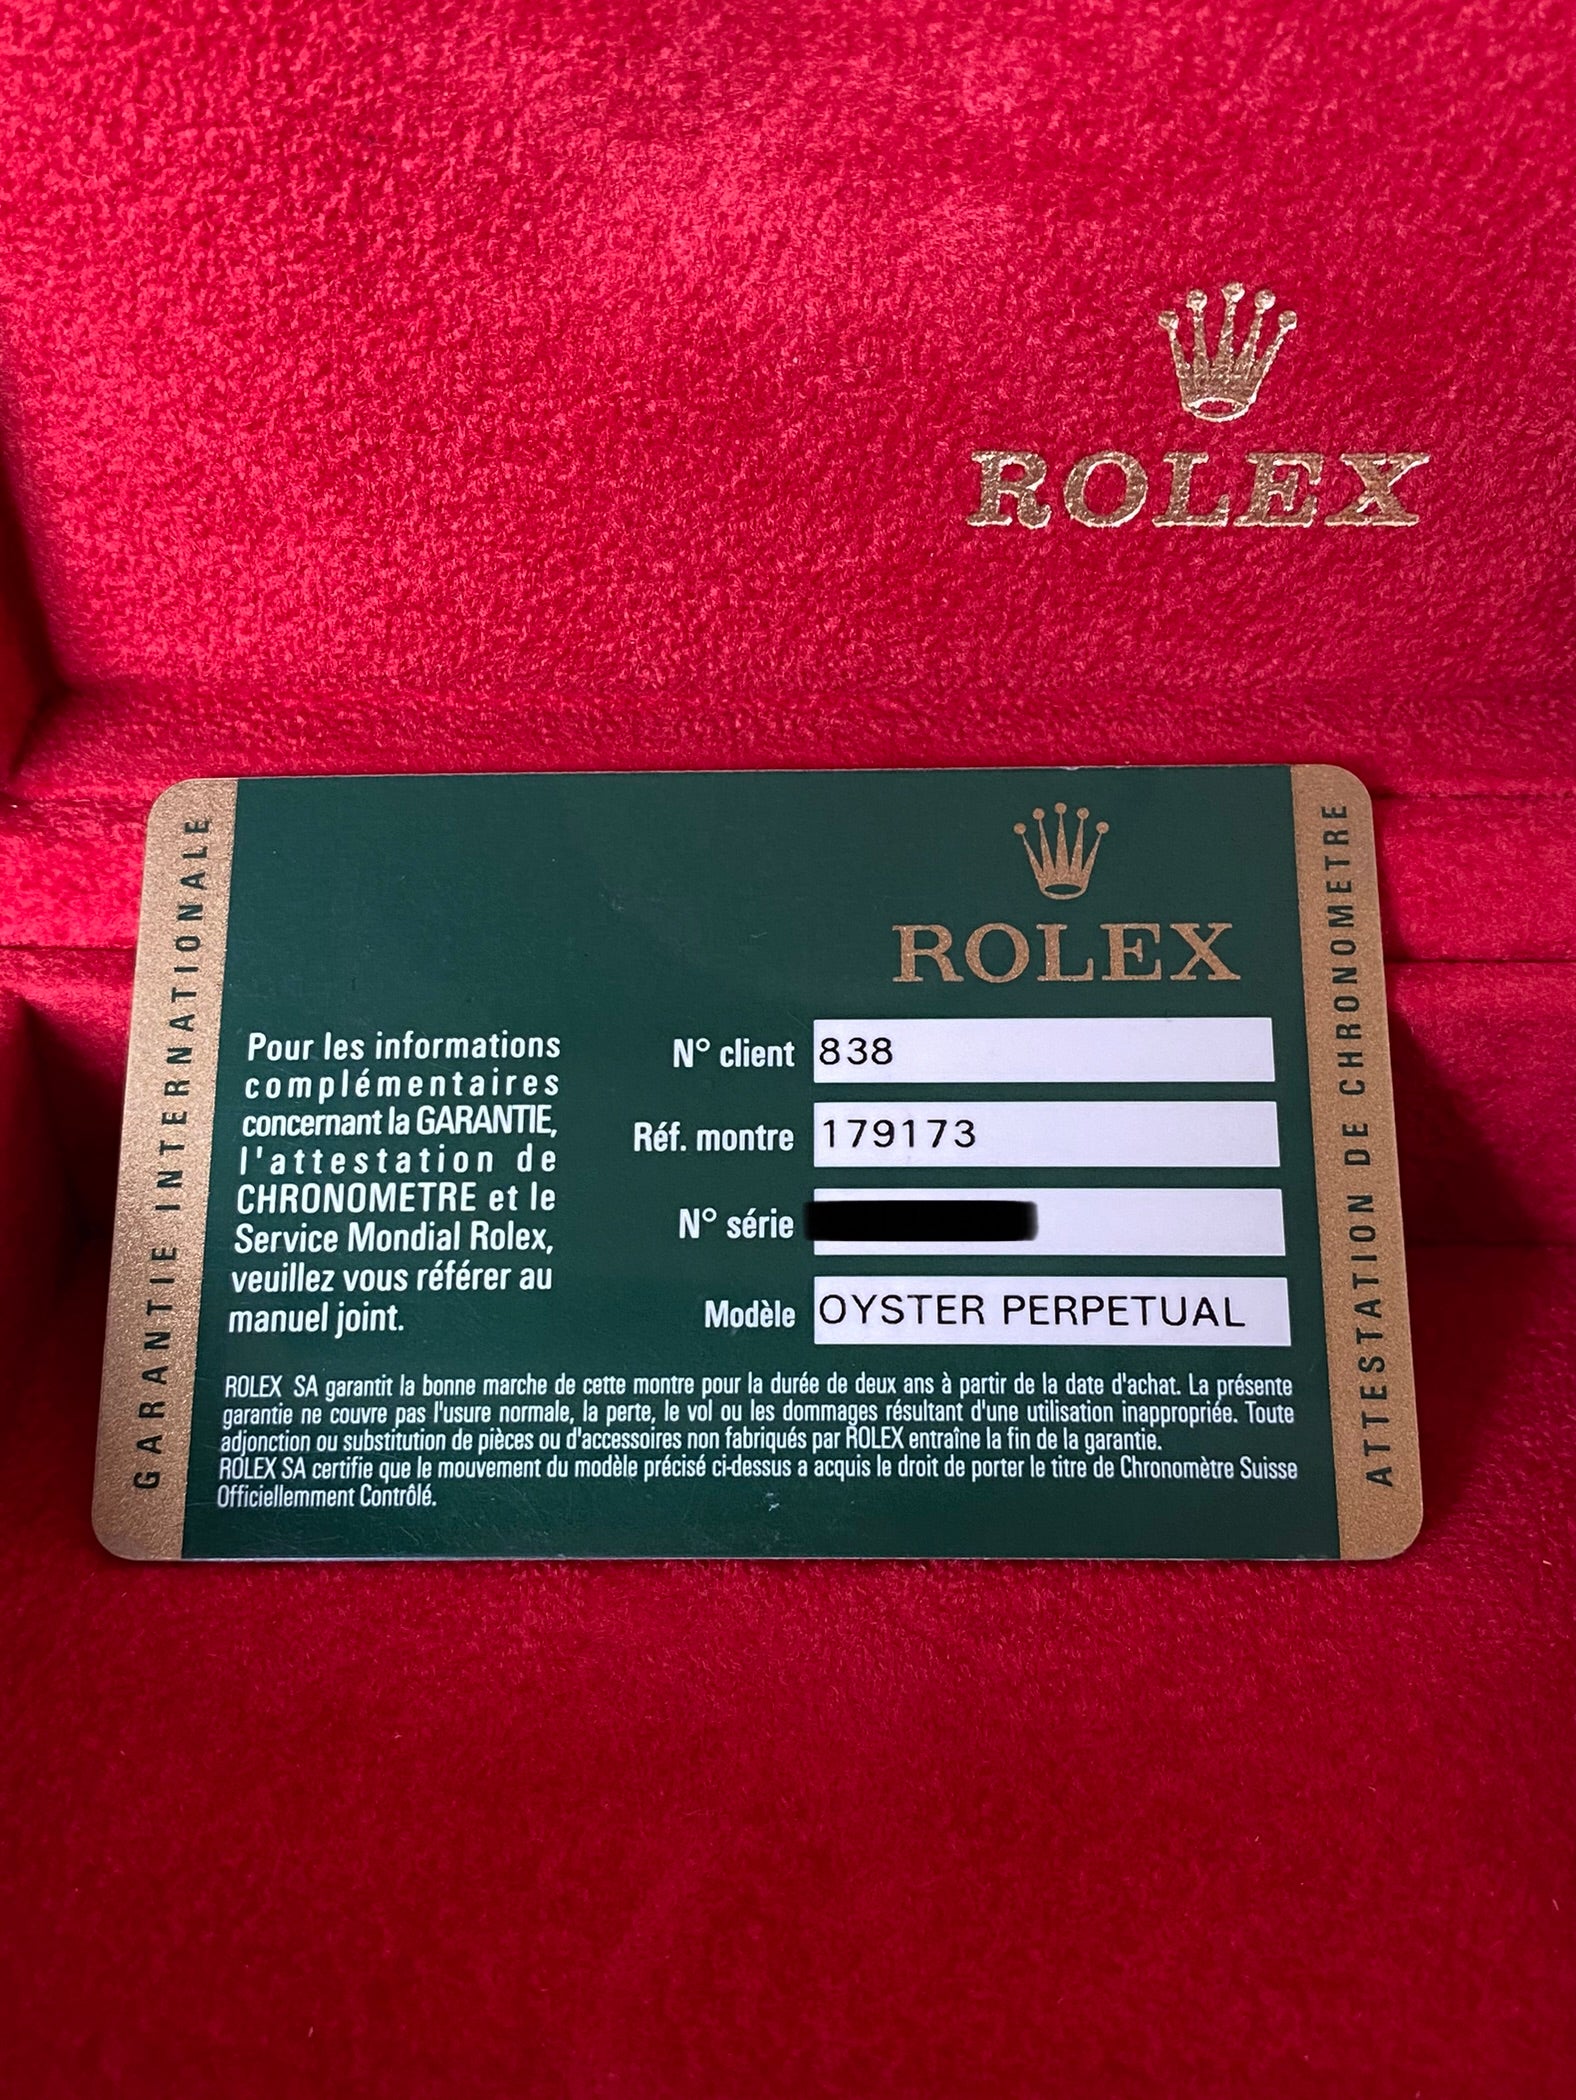 ROLEX
GARANTIE INTERNATIONALE
ROLEX
Pour les informations
complémentaires
concernant la GARANTIE,
l'attestation de
CHRONOMETRE et le
Service Mondial Rolex,
veuillez vous référer au
manuel joint.
N° client 838
Réf. montre 179173
N° série
Modèle OYSTER PERPETUAL
ROLEX SA garantit la bonne marche de cette montre pour la durée de deux ans à partir de la date d'achat. La présente
garantie ne couvre pas l'usure normale, la perte, le vol ou les dommages résultant d'une utilisation inappropriée. Toute
adjonction ou substitution de pièces ou d'accessoires non fabriqués par ROLEX entraîne la fin de la garantie.
ROLEX SA certifie que le mouvement du modèle précisé ci-dessus a acquis le droit de porter le titre de Chronomètre Suisse
Officiellemment Contrôlé.
ATTESTATION DE CHRONOMETRE